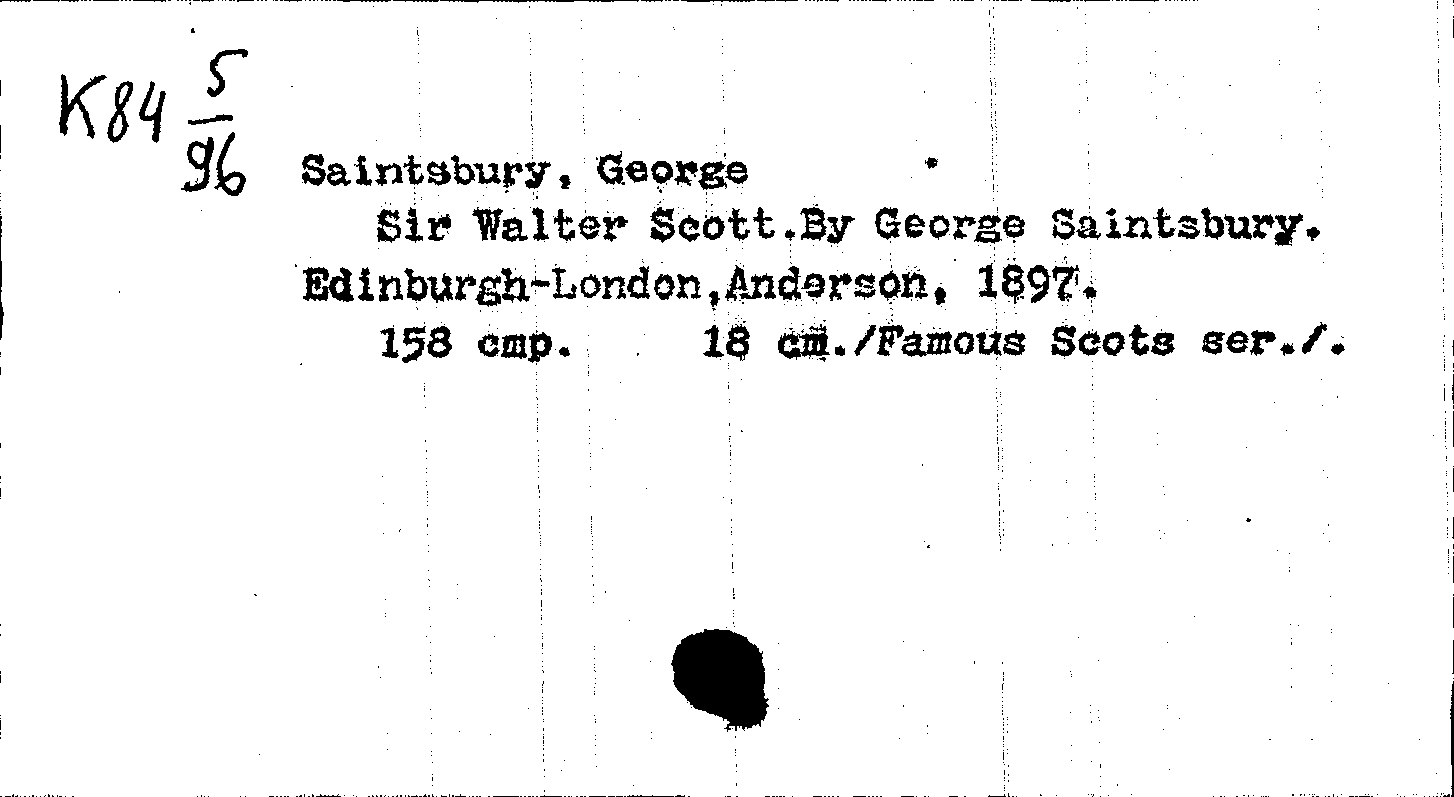 K84 5/96
Saintsbury, George
Sir Walter Scott.By George Saintsbury.
Edinburgh-London,Anderson, 1897.
158 стр. 18 cm./Famous Scots ser./.